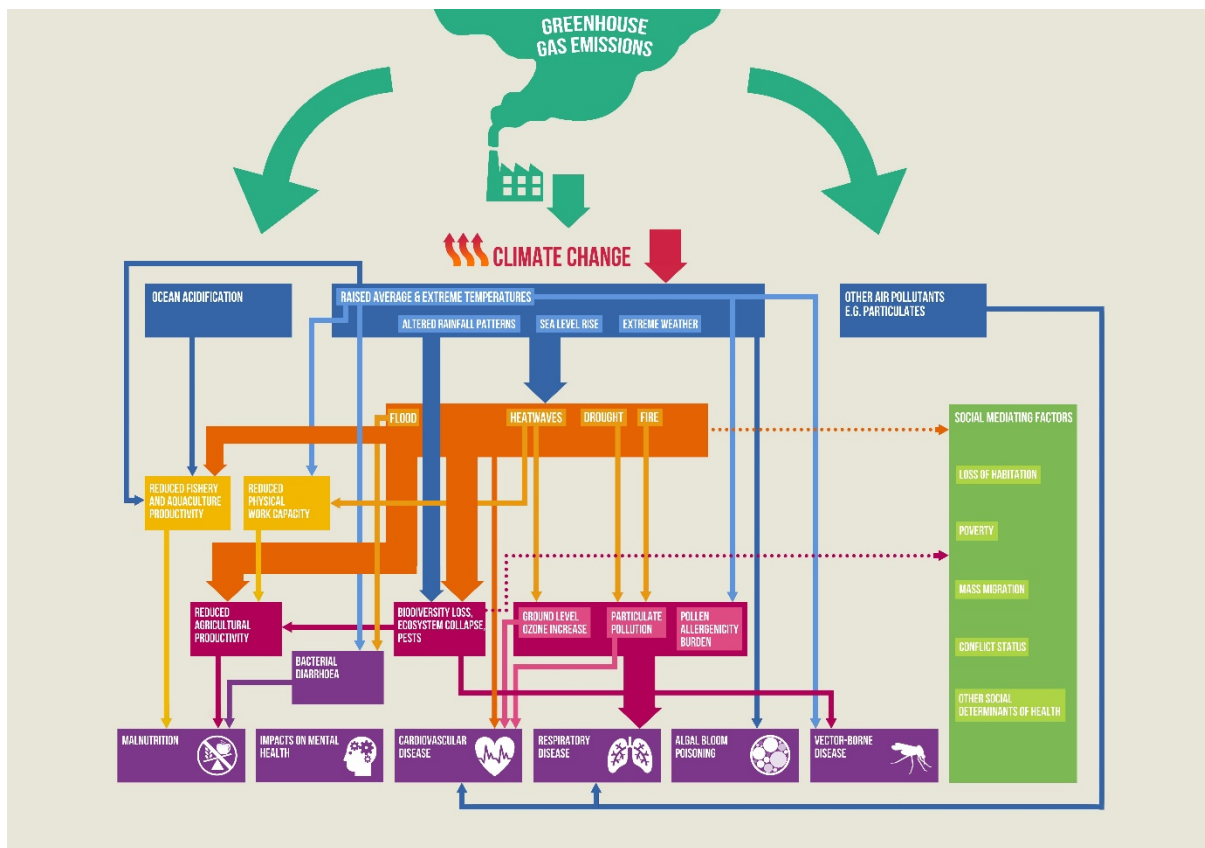 GREENHOUSE
GAS EMISSIONS
CLIMATE CHANGE
OCEAN ACIDIFICATION
RAISED AVERAGE & EXTREME TEMPERATURES
ALTERED RAINFALL PATTERNS
SEA LEVEL RISE
EXTREME WEATHER
OTHER AIR POLLUTANTS
E.G. PARTICULATES
FLOOD
HEATWAVES
DROUGHT
FIRE
SOCIAL MEDIATING FACTORS
LOSS OF HABITATION
POVERTY
MASS MIGRATION
CONFLICT STATUS
OTHER SOCIAL
DETERMINANTS OF HEALTH
REDUCED FISHERY
AND AQUACULTURE
PRODUCTIVITY
REDUCED
PHYSICAL
WORK CAPACITY
REDUCED
AGRICULTURAL
PRODUCTIVITY
BIODIVERSITY LOSS,
ECOSYSTEM COLLAPSE,
PESTS
GROUND LEVEL
OZONE INCREASE
PARTICULATE
POLLUTION
POLLEN
ALLERGENICITY
BURDEN
BACTERIAL
DIARRHOEA
MALNUTRITION
IMPACTS ON MENTAL
HEALTH
CARDIOVASCULAR
DISEASE
RESPIRATORY
DISEASE
ALGAL BLOOM
POISONING
VECTOR-BORNE
DISEASE